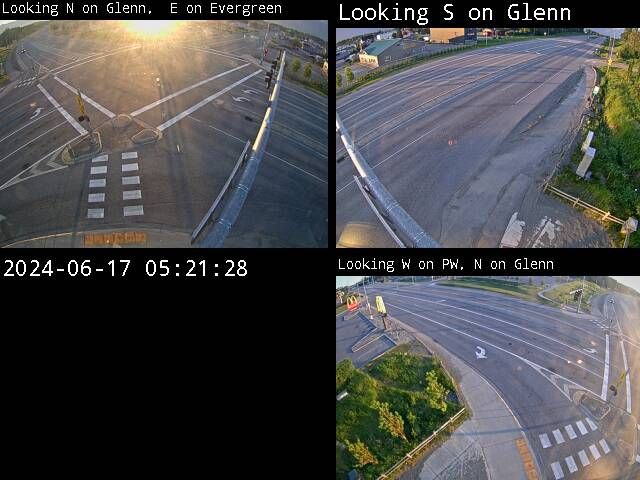 Looking N on Glenn,  E on Evergreen
Looking S on Glenn
2024-06-17 05:21:28
Looking W on PW, N on Glenn